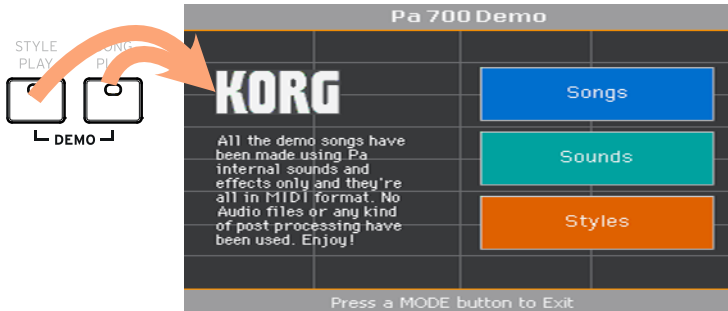 Pa700 Demo
STYLE
PLAY
DEMO
KORG
All the demo songs have
been made using Pa
internal sounds and
effects only and they're
all in MIDI format. No
Audio files or any kind
of post processing have
been used. Enjoy!
Songs
Sounds
Styles
Press a MODE button to Exit